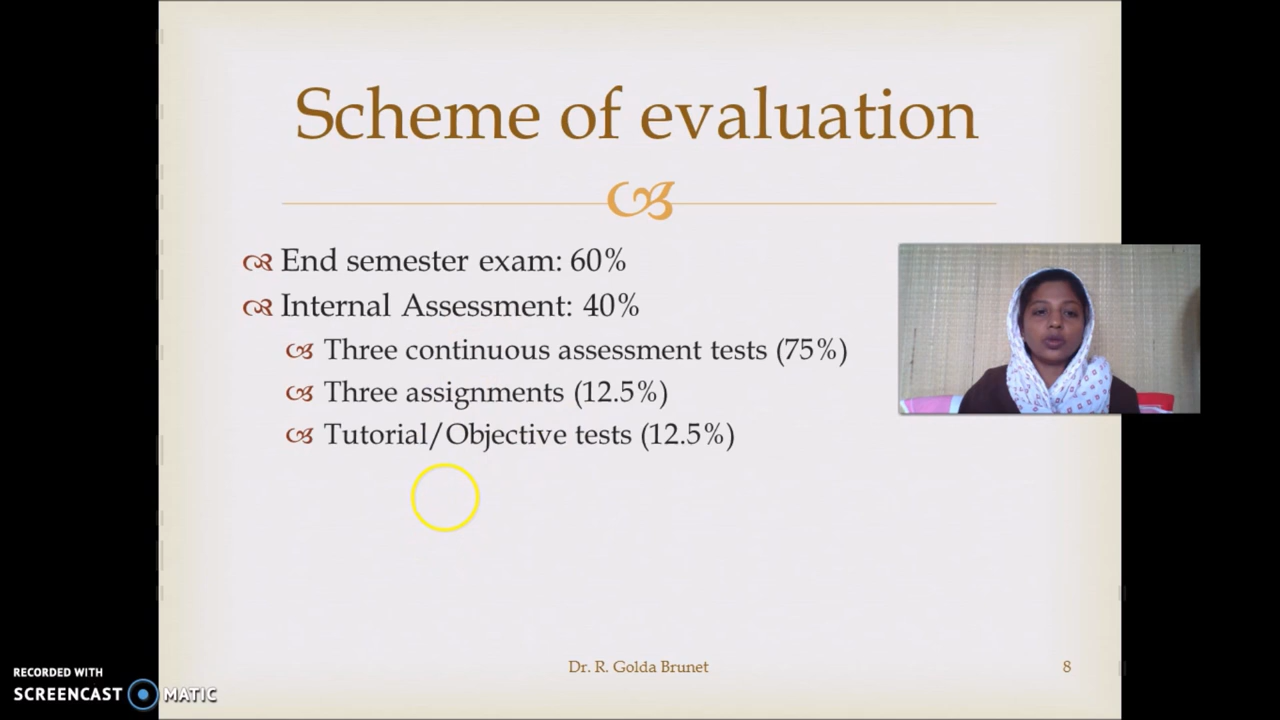 Scheme of evaluation
End semester exam: 60%
Internal Assessment: 40%
Three continuous assessment tests (75%)
Three assignments (12.5%)
Tutorial/Objective tests (12.5%)
Dr. R. Golda Brunet
8
RECORDED WITH
SCREENCAST MATIC